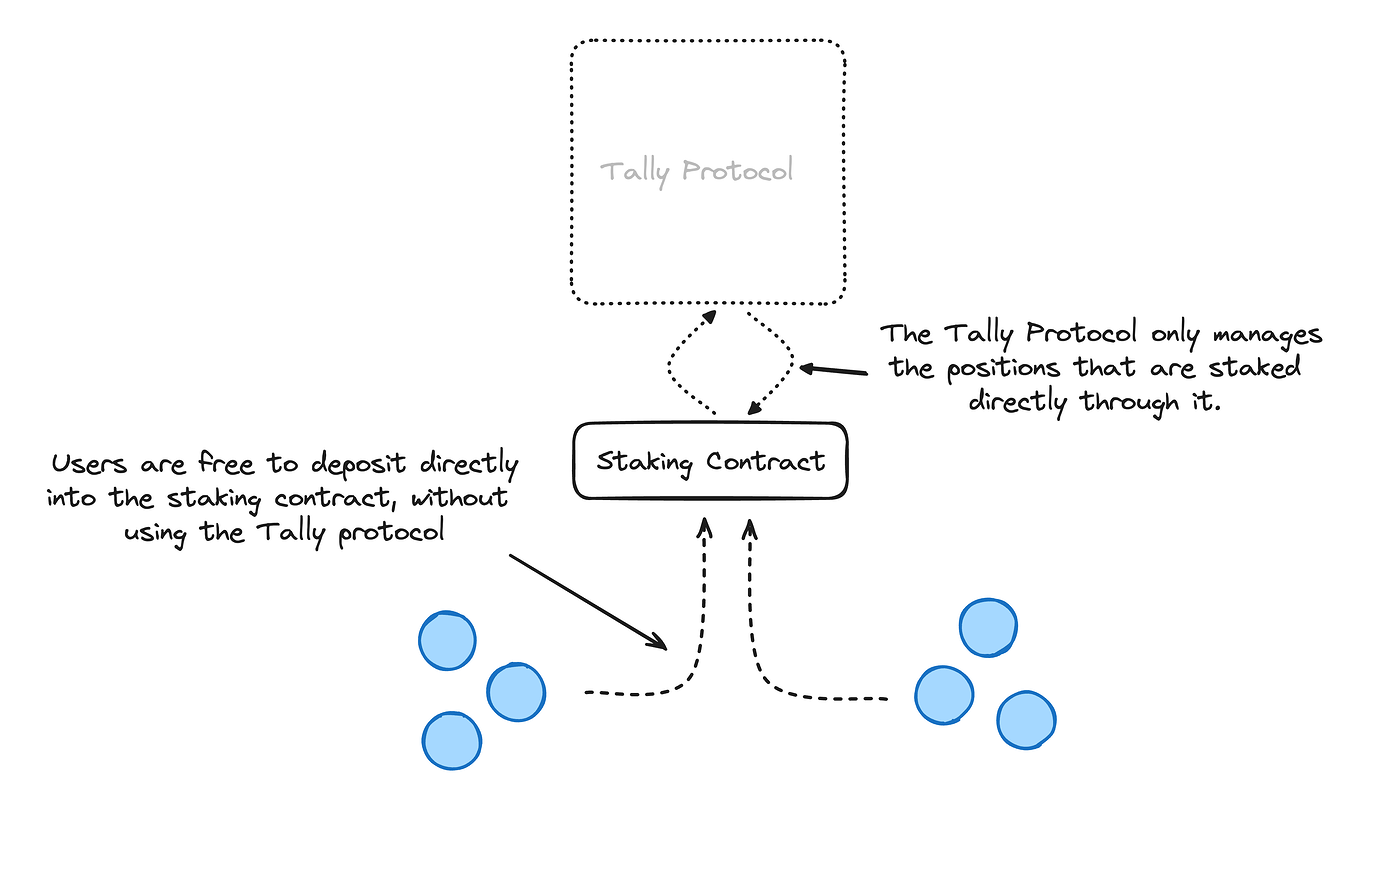 Tally Protocol
The Tally Protocol only manages
the positions that are staked
directly through it.
Staking Contract
Users are free to deposit directly
into the staking contract, without
using the Tally protocol